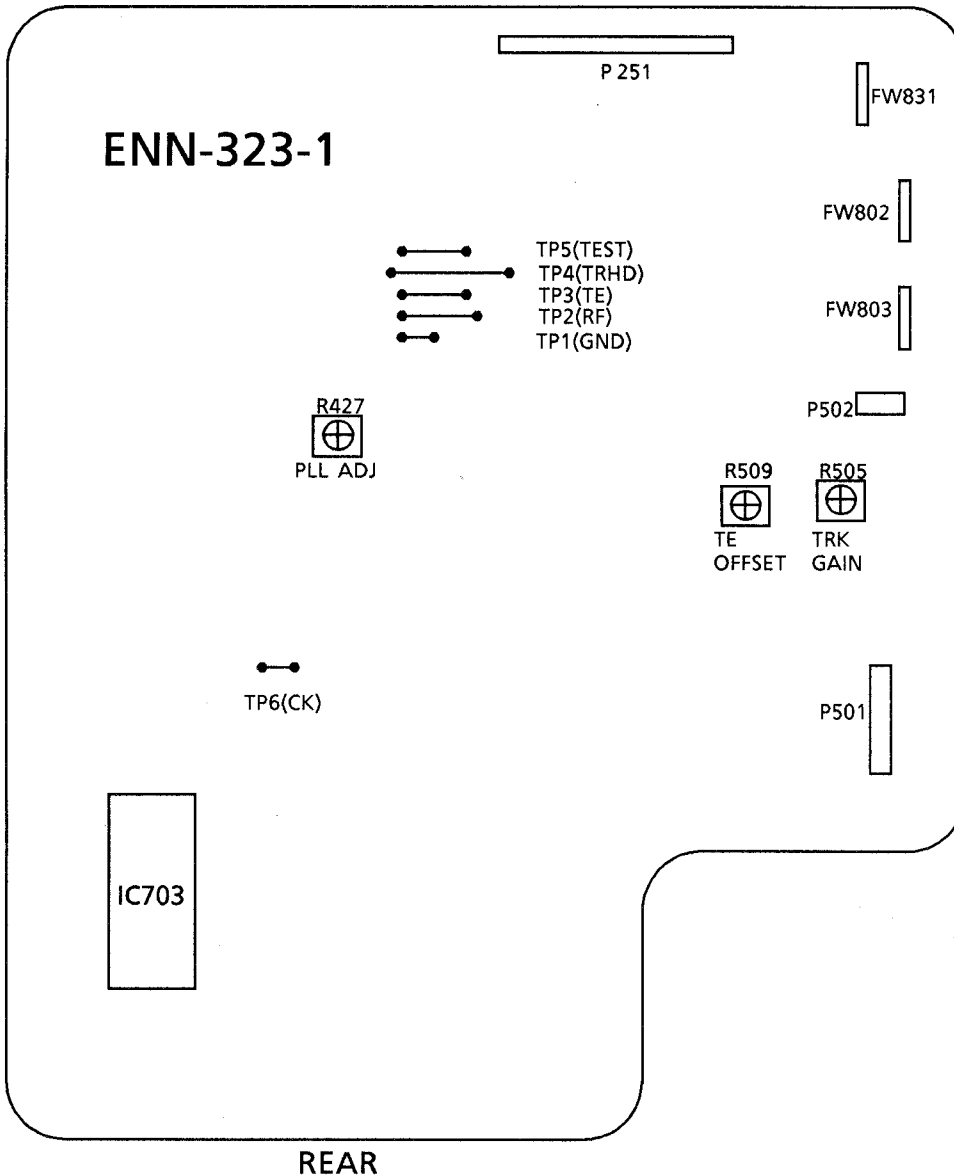 P 251
FW831
ENN-323-1
FW802
TP5(TEST)
TP4(TRHD)
TP3(TE)
TP2(RF)
TP1(GND)
FW803
P502
R427
PLL ADJ
R509
TE
OFFSET
R505
TRK
GAIN
TP6(CK)
P501
IC703
REAR